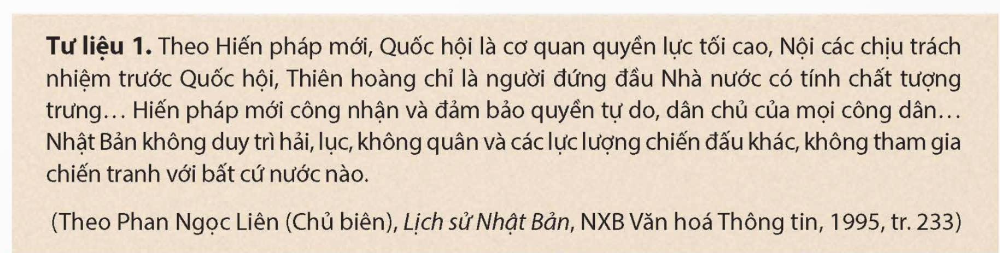 Tư liệu 1. Theo Hiến pháp mới, Quốc hội là cơ quan quyền lực tối cao, Nội các chịu trách
nhiệm trước Quốc hội, Thiên hoàng chỉ là người đứng đầu Nhà nước có tính chất tượng
trưng... Hiến pháp mới công nhận và đảm bảo quyền tự do, dân chủ của mọi công dân...
Nhật Bản không duy trì hải, lục, không quân và các lực lượng chiến đấu khác, không tham gia
chiến tranh với bất cứ nước nào.
(Theo Phan Ngọc Liên (Chủ biên), Lịch sử Nhật Bản, NXB Văn hoá Thông tin, 1995, tr. 233)